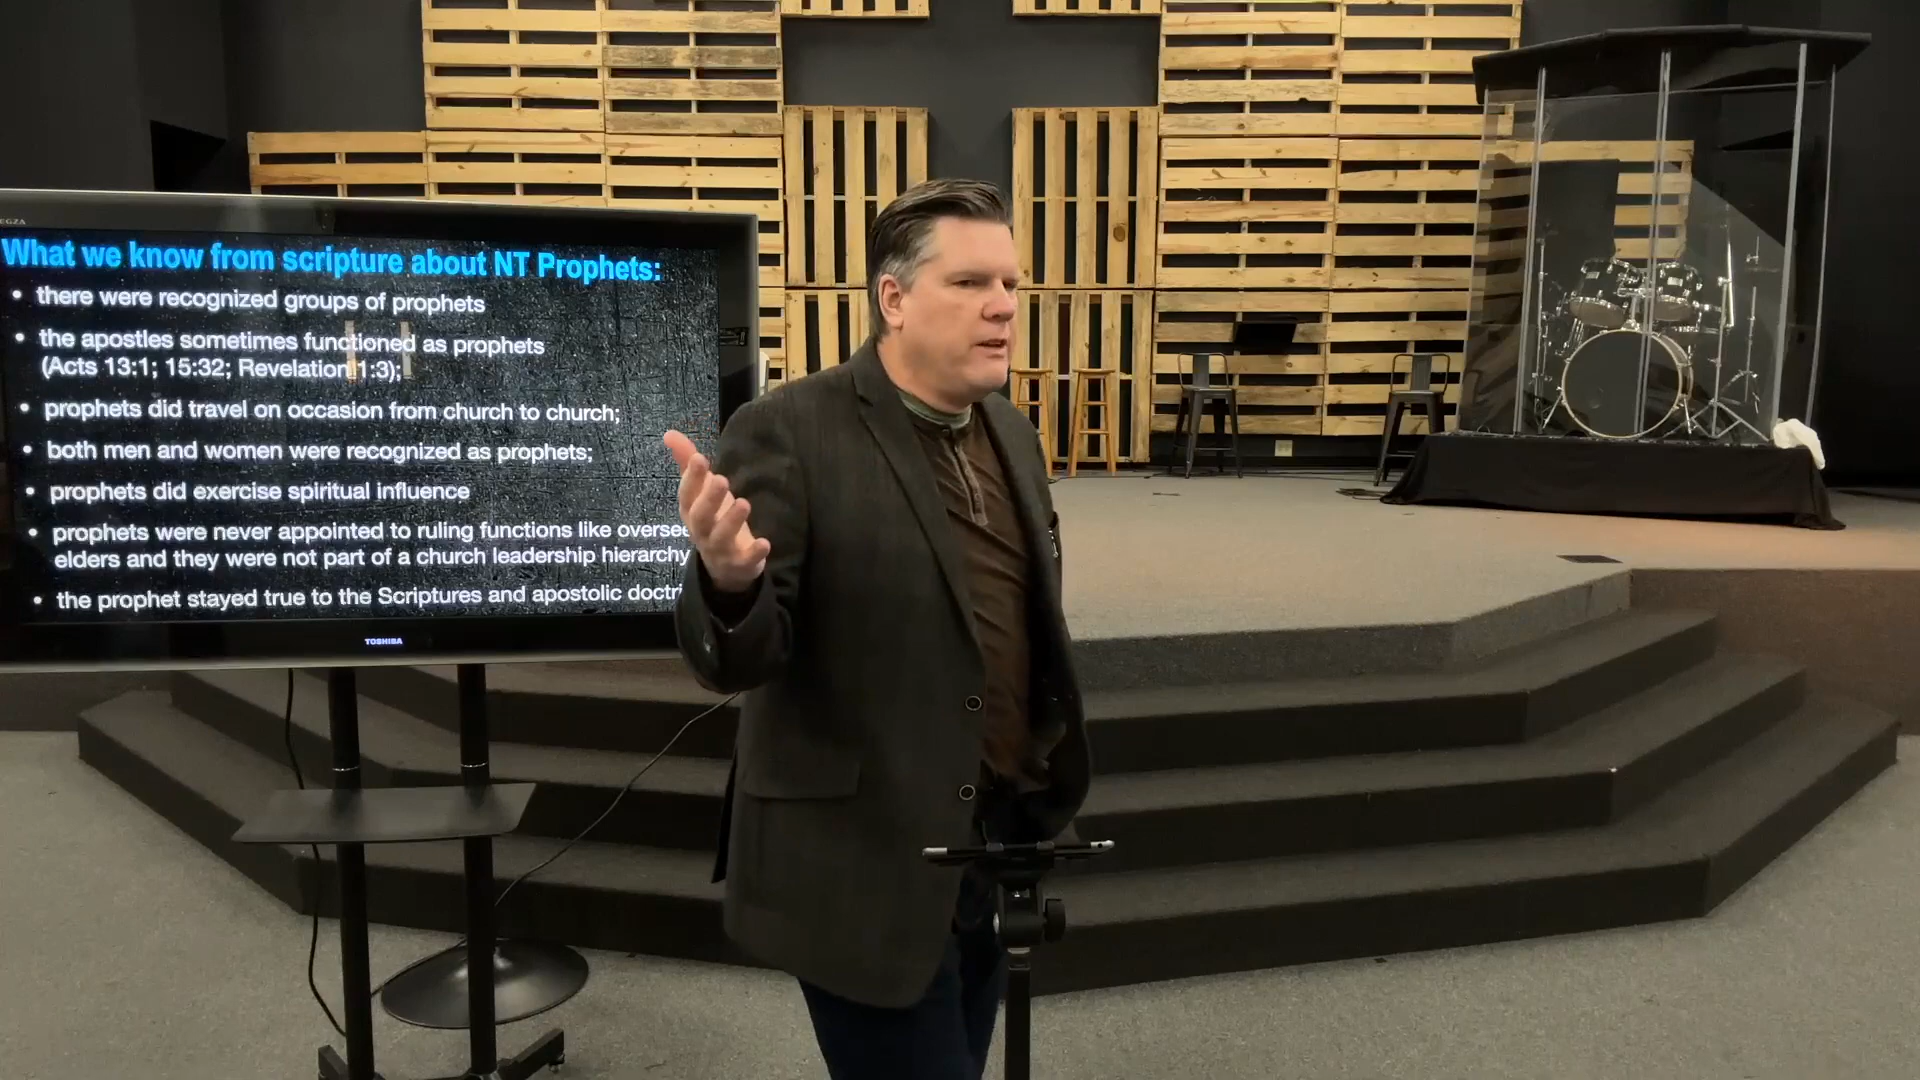 EGZA
What we know from scripture about NT Prophets:
• there were recognized groups of prophets
• the apostles sometimes functioned as prophets
(Acts 13:1; 15:32; Revelation 1:3);
• prophets did travel on occasion from church to church;
• both men and women were recognized as prophets;
• prophets did exercise spiritual influence
• prophets were never appointed to ruling functions like oversee
elders and they were not part of a church leadership hierarchy
• the prophet stayed true to the Scriptures and apostolic doctri
TOSHIBA